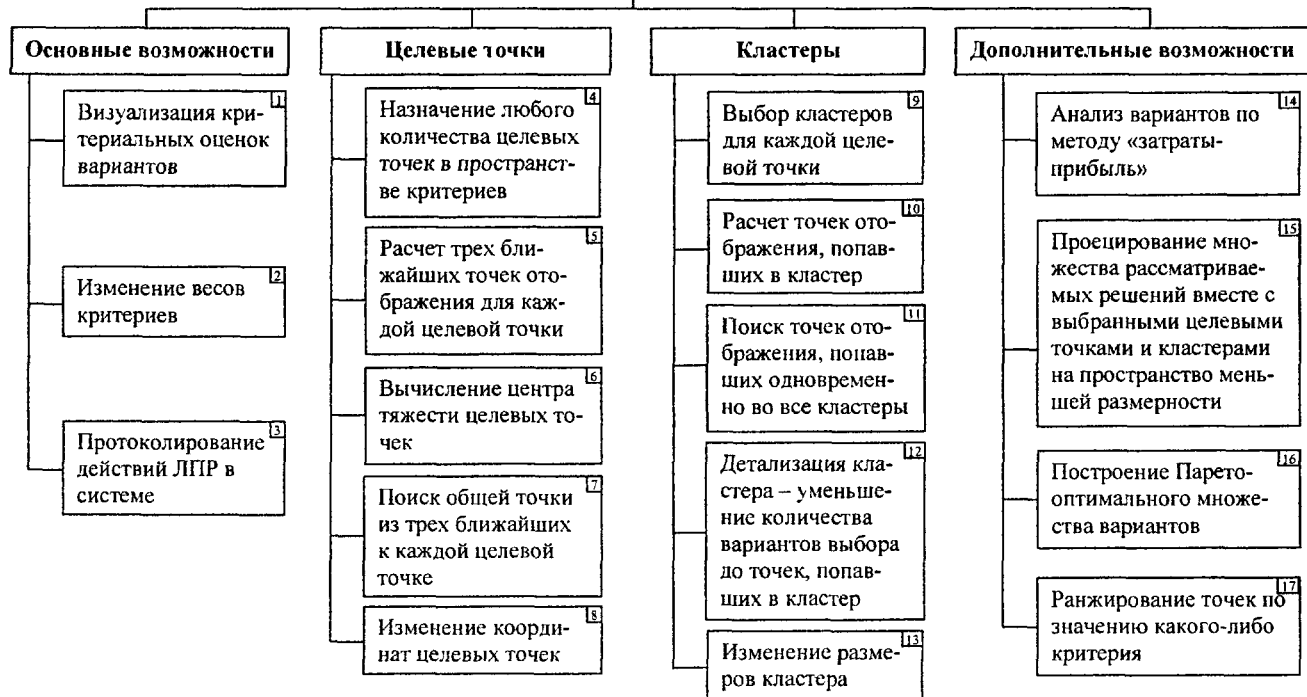 Основные возможности
1
Визуализация кри-
териальных оценок
вариантов
2
Изменение весов
критериев
3
Протоколирование
действий ЛПР в
системе
Целевые точки
4
Назначение любого
количества целевых
точек в пространст-
ве критериев
5
Расчет трех бли-
жайших точек ото-
бражения для каж-
дой целевой точки
6
Вычисление центра
тяжести целевых то-
чек
7
Поиск общей точки
из трех ближайших
к каждой целевой
точке
8
Изменение коорди-
нат целевых точек
Кластеры
9
Выбор кластеров
для каждой целе-
вой точки
10
Расчет точек ото-
бражения, попав-
ших в кластер
11
Поиск точек ото-
бражения, попав-
ших одновремен-
но во все кластеры
12
Детализация кла-
стера – уменьше-
ние количества
вариантов выбора
до точек, попав-
ших в кластер
13
Изменение разме-
ров кластера
Дополнительные возможности
14
Анализ вариантов по
методу «затраты-
прибыль»
15
Проецирование мно-
жества рассматривае-
мых решений вместе с
выбранными целевыми
точками и кластерами
на пространство мень-
шей размерности
16
Построение Парето-
оптимального множе-
ства вариантов
17
Ранжирование точек по
значению какого-либо
критерия